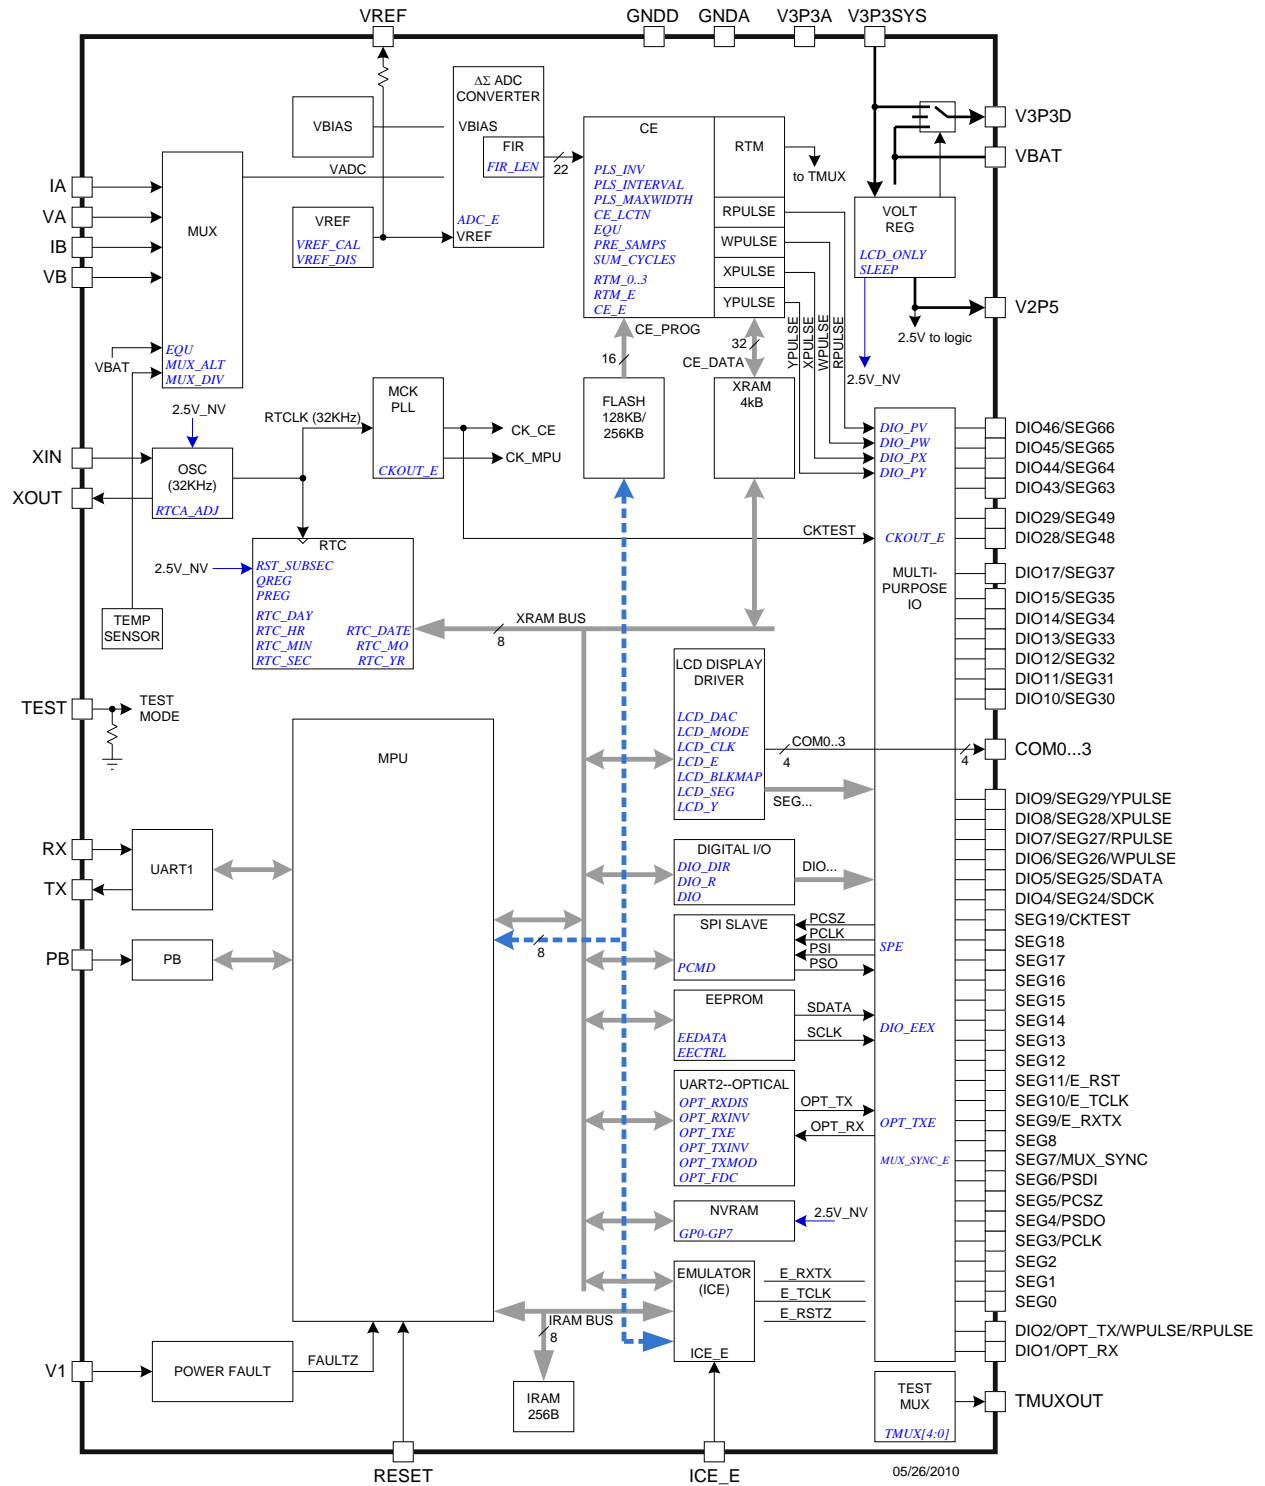 VREF
GNDD
GNDA
V3P3A
V3P3SYS
IA
VA
IB
VB
XIN
XOUT
TEST
RX
TX
PB
V1
VBIAS
ΔΣ ADC
CONVERTER
VBIAS
FIR
FIR_LEN
ADC_E
VREF
22
MUX
EQU
MUX_ALT
MUX_DIV
VADC
VBAT
VREF
VREF_CAL
VREF_DIS
CE
PLS_INV
PLS_INTERVAL
PLS_MAXWIDTH
CE_LCTN
EQU
PRE_SAMPS
SUM_CYCLES
RTM_0..3
RTM_E
CE_E
RTM
RPULSE
WPULSE
XPULSE
YPULSE
to TMUX
VOLT
REG
LCD_ONLY
SLEEP
2.5V to logic
2.5V_NV
V3P3D
VBAT
V2P5
CE_PROG
16
32
CE_DATA
YPULSE
XPULSE
WPULSE
RPULSE
2.5V_NV
OSC
(32KHz)
RTCA_ADJ
RTCLK (32KHz)
MCK
PLL
CKOUT_E
CK_CE
CK_MPU
FLASH
128KB/
256KB
XRAM
4kB
DIO_PV
DIO_PW
DIO_PX
DIO_PY
CKTEST
CKOUT_E
MULTI-
PURPOSE
IO
RTC
2.5V_NV
RST_SUBSEC
QREG
PREG
RTC_DAY
RTC_HR
RTC_MIN
RTC_SEC
RTC_DATE
RTC_MO
RTC_YR
TEMP
SENSOR
XRAM BUS
8
TEST
MODE
MPU
LCD DISPLAY
DRIVER
LCD_DAC
LCD_MODE
LCD_CLK
LCD_E
LCD_BLKMAP
LCD_SEG
LCD_Y
COM0..3
4
4
SEG...
UART1
PB
8
DIGITAL I/O
DIO_DIR
DIO_R
DIO
DIO...
SPI SLAVE
PCMD
PCSZ
PCLK
PSI
PSO
SPE
EEPROM
EEDATA
EECTRL
SDATA
SCLK
DIO_EEX
UART2--OPTICAL
OPT_RXDIS
OPT_RXINV
OPT_TXE
OPT_TXINV
OPT_TXMOD
OPT_FDC
OPT_TX
OPT_RX
OPT_TXE
MUX_SYNC_E
NVRAM
GP0-GP7
2.5V_NV
EMULATOR
(ICE)
ICE_E
E_RXTX
E_TCLK
E_RSTZ
IRAM BUS
8
IRAM
256B
POWER FAULT
FAULTZ
TEST
MUX
TMUX[4:0]
DIO46/SEG66
DIO45/SEG65
DIO44/SEG64
DIO43/SEG63
DIO29/SEG49
DIO28/SEG48
DIO17/SEG37
DIO15/SEG35
DIO14/SEG34
DIO13/SEG33
DIO12/SEG32
DIO11/SEG31
DIO10/SEG30
COM0...3
DIO9/SEG29/YPULSE
DIO8/SEG28/XPULSE
DIO7/SEG27/RPULSE
DIO6/SEG26/WPULSE
DIO5/SEG25/SDATA
DIO4/SEG24/SDCK
SEG19/CKTEST
SEG18
SEG17
SEG16
SEG15
SEG14
SEG13
SEG12
SEG11/E_RST
SEG10/E_TCLK
SEG9/E_RXTX
SEG8
SEG7/MUX_SYNC
SEG6/PSDI
SEG5/PCSZ
SEG4/PSDO
SEG3/PCLK
SEG2
SEG1
SEG0
DIO2/OPT_TX/WPULSE/RPULSE
DIO1/OPT_RX
TMUXOUT
RESET
ICE_E
05/26/2010